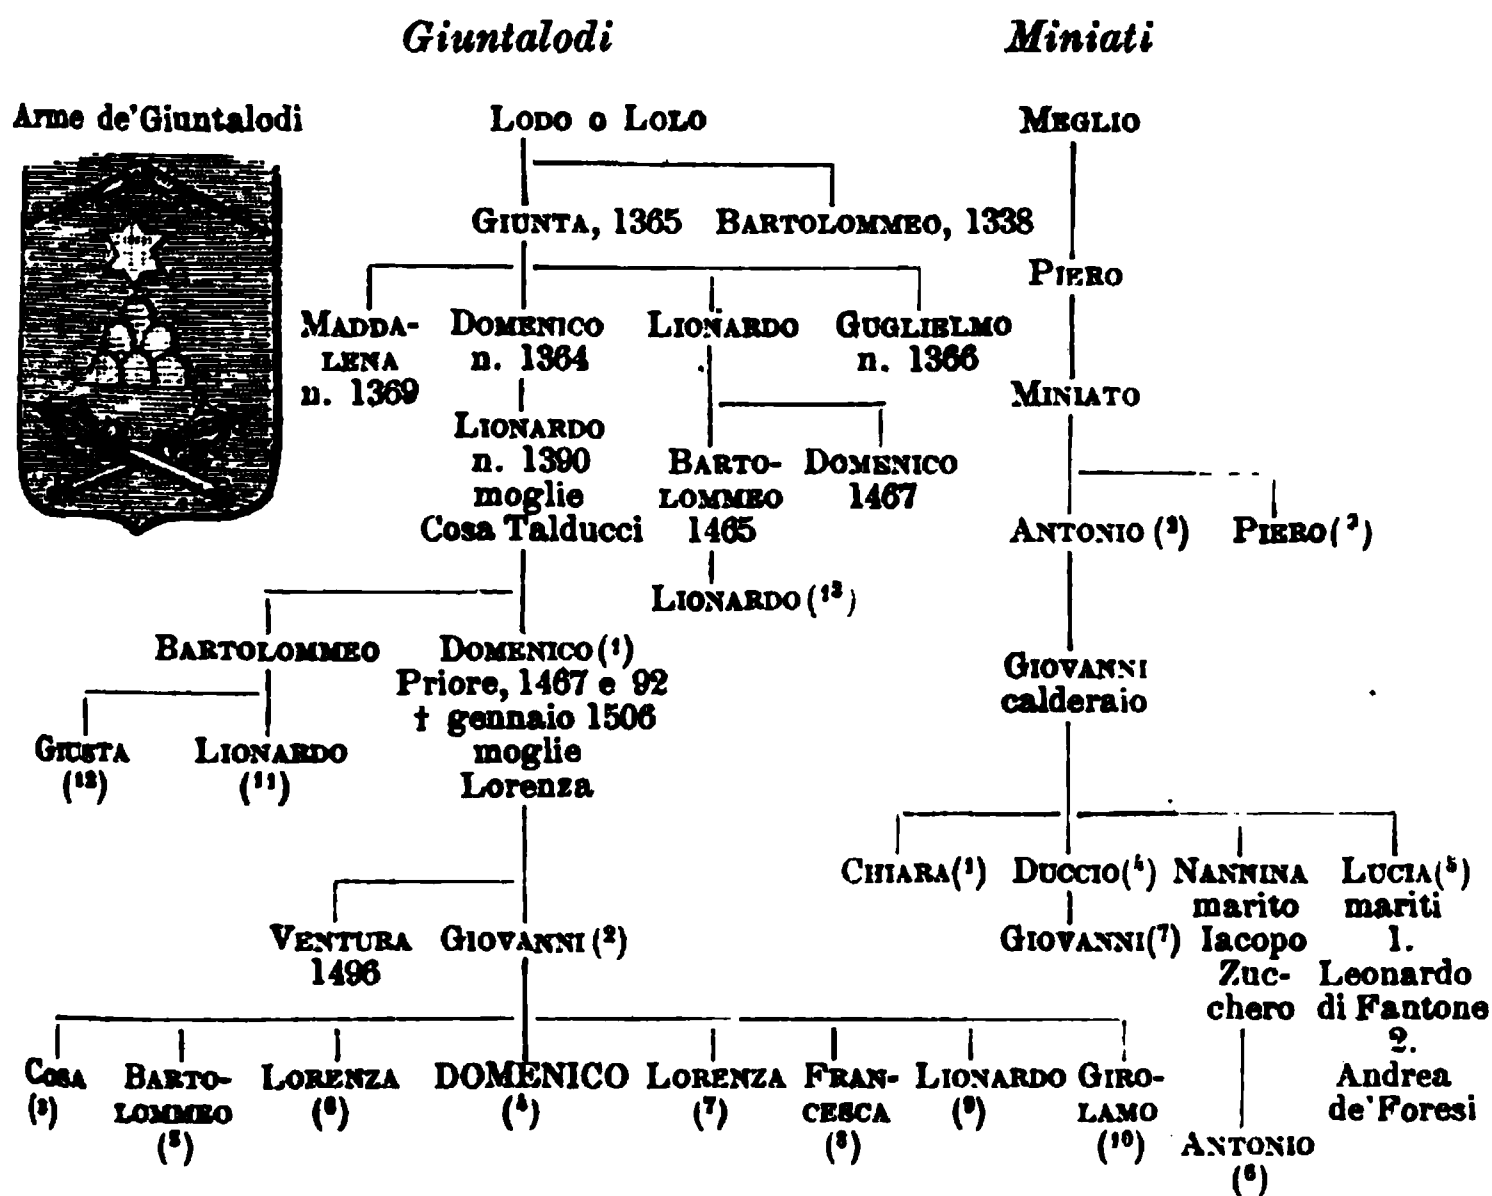 Giuntalodi
Arme de'Giuntalodi
LODO o LOLO
GIUNTA, 1365 BARTOLOMMEO, 1338
MADDA-
LENA
n. 1369
DOMENICO
n. 1364
LIONARDO
GUGLIELMO
n. 1366
LIONARDO
n. 1390
moglie
Cosa Talducci
BARTO-
LOMMEO
1465
DOMENICO
1467
LIONARDO (13)
BARTOLOMMEO
DOMENICO (1)
Priore, 1467 e 92
† gennaio 1506
moglie
Lorenza
GIUSTA
(12)
LIONARDO
(11)
VENTURA
1496
GIOVANNI (2)
COSA
(3)
BARTO-
LOMMEO
(5)
LORENZA
(6)
DOMENICO
(4)
LORENZA
(7)
FRAN-
CESCA
(8)
LIONARDO
(9)
GIRO-
LAMO
(10)
Miniati
MEGLIO
PIERO
MINIATO
ANTONIO
PIERO
GIOVANNI
calderaio
CHIARA
DUCCIO (4)
NANNINA
marito
Iacopo
Zuc-
chero
LUCIA (5)
mariti
1.
Leonardo
di Fantone
2.
Andrea
de'Foresi
GIOVANNI (7)
ANTONIO
(6)